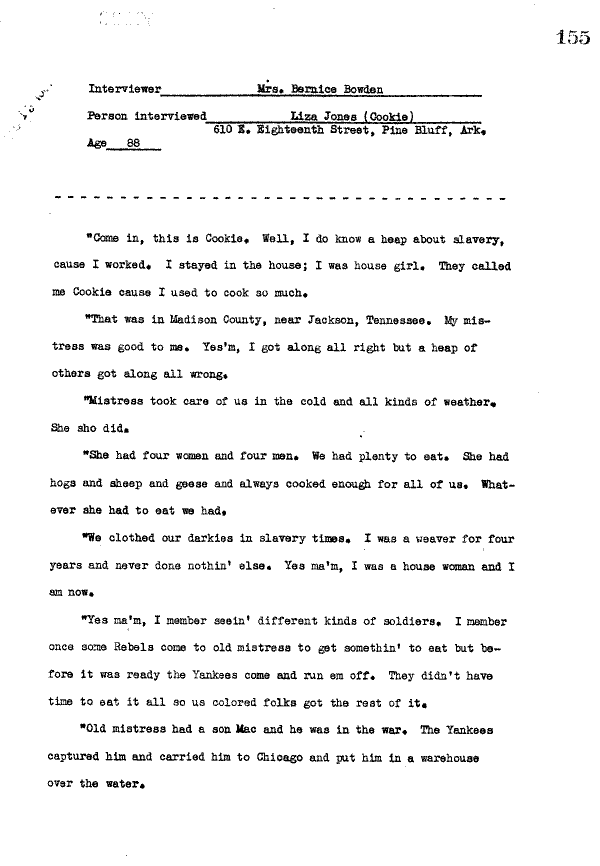 COPY
155
Interviewer Mrs. Bernice Bowden
Person interviewed Liza Jones (Cookie)
610 E. Eighteenth Street, Pine Bluff, Ark.
Age 88
- - - - - - - - - - - - - - - - - - - - - - - - - - - - - - - - - - -
"Come in, this is Cookie. Well, I do know a heap about slavery,
cause I worked. I stayed in the house; I was house girl. They called
me Cookie cause I used to cook so much.
"That was in Madison County, near Jackson, Tennessee. My mis-
tress was good to me. Yes'm, I got along all right but a heap of
others got along all wrong.
"Mistress took care of us in the cold and all kinds of weather.
She sho did.
"She had four women and four men. We had plenty to eat. She had
hogs and sheep and geese and always cooked enough for all of us. What-
ever she had to eat we had.
"We clothed our darkies in slavery times. I was a weaver for four
years and never done nothin' else. Yes ma'm, I was a house woman and I
am now.
"Yes ma'm, I member seein' different kinds of soldiers. I member
once some Rebels come to old mistress to get somethin' to eat but be-
fore it was ready the Yankees come and run em off. They didn't have
time to eat it all so us colored folks got the rest of it.
"Old mistress had a son Mac and he was in the war. The Yankees
captured him and carried him to Chicago and put him in a warehouse
over the water.